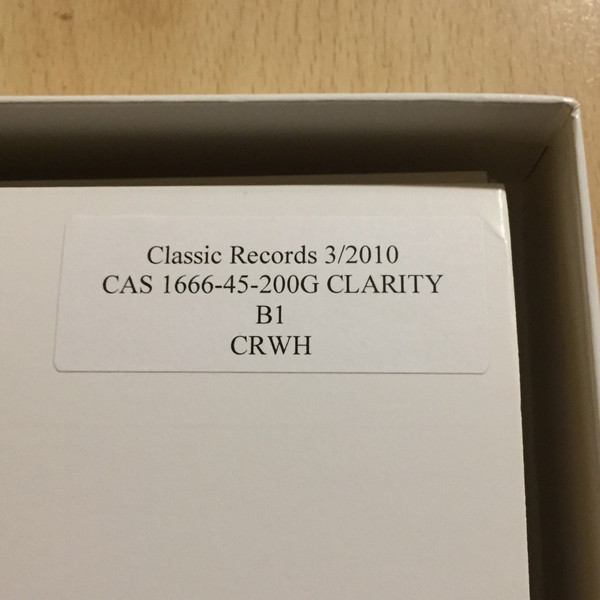 Classic Records 3/2010
CAS 1666-45-200G CLARITY
B1
CRWH